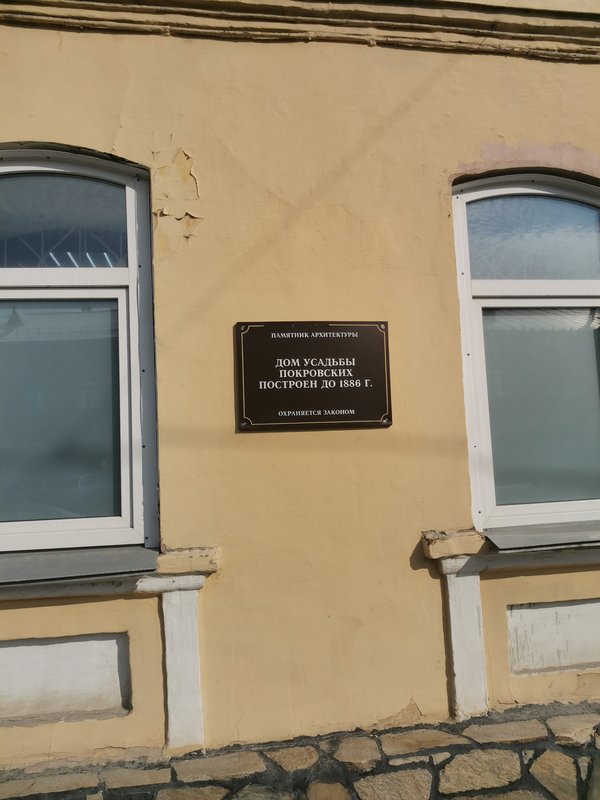 ПАМЯТНИК АРХИТЕКТУРЫ
ДОМ УСАДЬБЫ
ПОКРОВСКИХ
ПОСТРОЕН ДО 1886 Г.
ОХРАНЯЕТСЯ ЗАКОНОМ